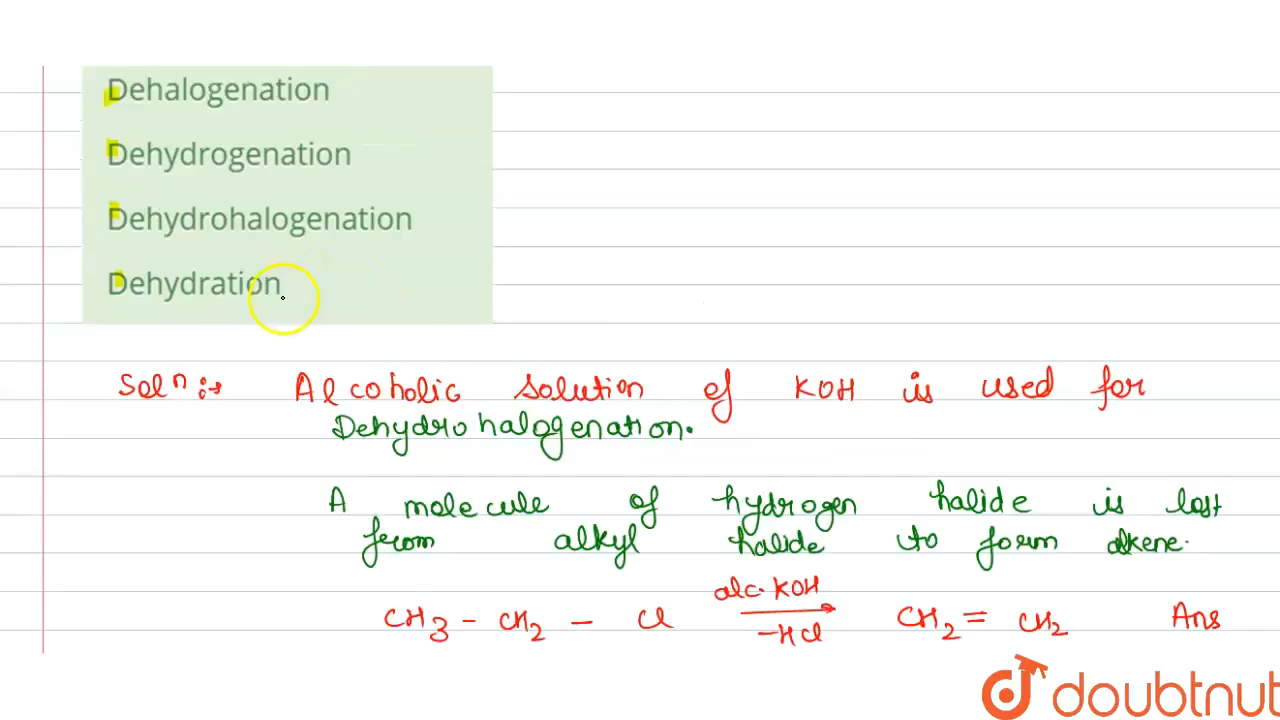 Dehalogenation
Dehydrogenation
Dehydrohalogenation
Dehydration
Solⁿ :→ Alcoholic solution of KOH is used for
Dehydrohalogenation.
A molecule of hydrogen halide is lost
from alkyl halide to form alkene.
alc. KOH
CH3 - CH2 - Cl → CH2 = CH2 Ans
-HCl
doubtnut